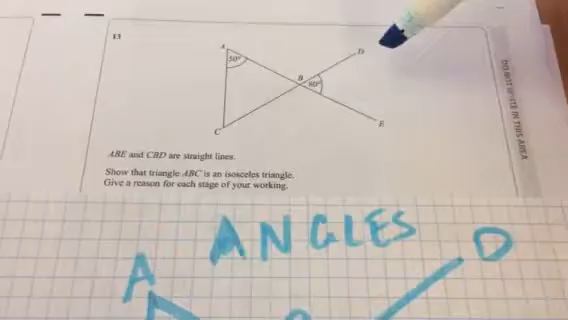 13
A
50°
D
B
80°
E
C
ABE and CBD are straight lines.
Show that triangle ABC is an isosceles triangle.
Give a reason for each stage of your working.
DO NOT WRITE IN THIS AREA
ANGLES
A
D